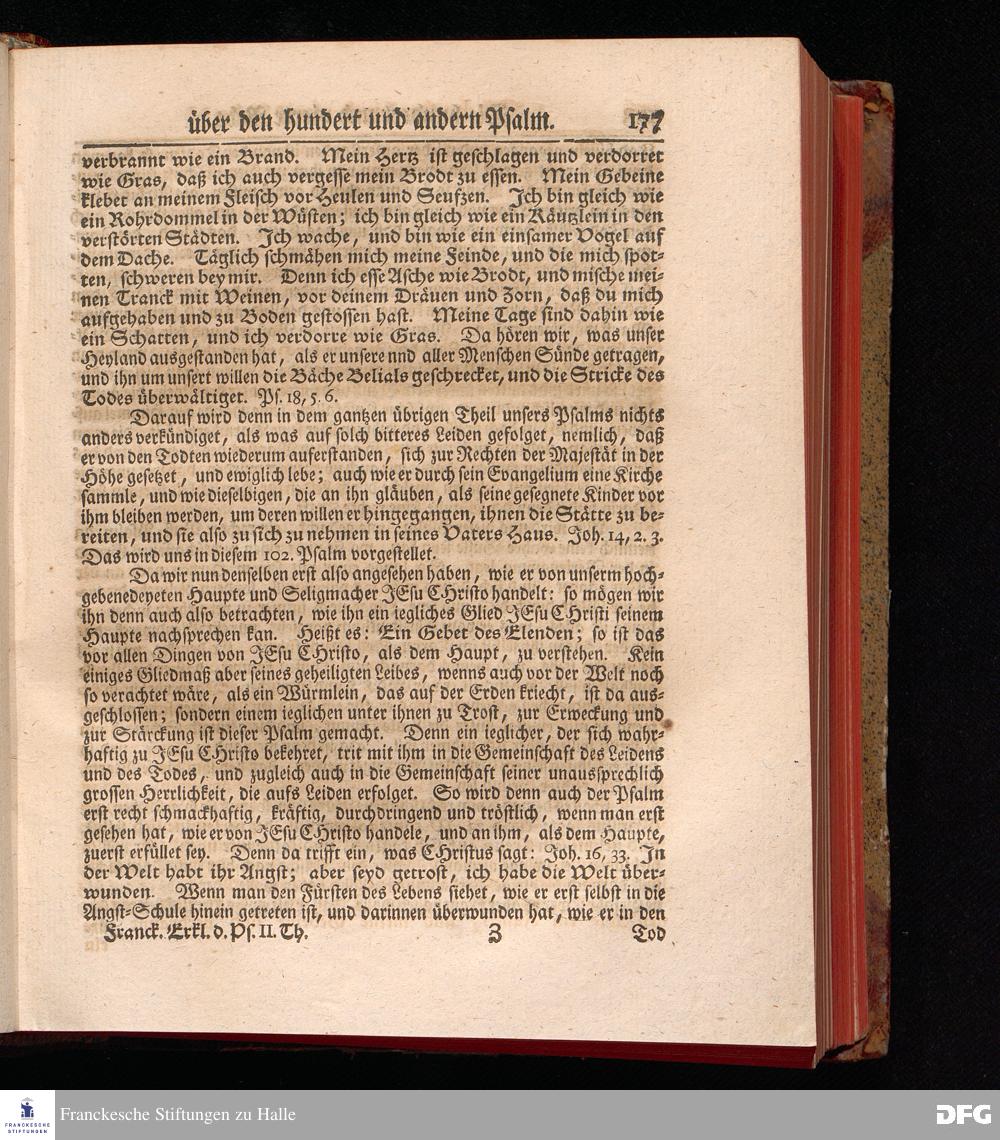 über den hundert und andern Psalm. 177
verbrannt wie ein Brand. Mein Hertz ist geschlagen und verdorret
wie Gras, daß ich auch vergesse mein Brodt zu essen. Mein Gebeine
klebet an meinem Fleisch vor Heulen und Seufzen. Ich bin gleich wie
ein Rohrdommel in der Wüsten; ich bin gleich wie ein Käutzlein in den
verstörten Städten. Ich wache, und bin wie ein einsamer Vogel auf
dem Dache. Täglich schmähen mich meine Feinde, und die mich spot-
ten, schweren bey mir. Denn ich esse Asche wie Brodt, und mische mei-
nen Tranck mit Weinen, vor deinem Dräuen und Zorn, daß du mich
aufgehaben und zu Boden gestossen hast. Meine Tage sind dahin wie
ein Schatten, und ich verdorre wie Gras. Da hören wir, was unser
Heyland ausgestanden hat, als er unsere nnd aller Menschen Sünde getragen,
und ihn um unsert willen die Bäche Belials geschrecket, und die Stricke des
Todes überwältiget. Ps. 18, 5. 6.
Darauf wird denn in dem gantzen übrigen Theil unsers Psalms nichts
anders verkündiget, als was auf solch bitteres Leiden gefolget, nemlich, daß
er von den Todten wiederum auferstanden, sich zur Rechten der Majestät in der
Höhe gesetzet, und ewiglich lebe; auch wie er durch sein Evangelium eine Kirche
sammle, und wie dieselbigen, die an ihn gläuben, als seine gesegnete Kinder vor
ihm bleiben werden, um deren willen er hingegangen, ihnen die Stätte zu be-
reiten, und sie also zu sich zu nehmen in seines Vaters Haus. Joh. 14, 2. 3.
Das wird uns in diesem 102. Psalm vorgestellet.
Da wir nun denselben erst also angesehen haben, wie er von unserm hoch-
gebenedeyeten Haupte und Seligmacher JEsu CHristo handelt: so mögen wir
ihn denn auch also betrachten, wie ihn ein iegliches Glied JEsu CHristi seinem
Haupte nachsprechen kan. Heißt es: Ein Gebet des Elenden; so ist das
vor allen Dingen von JEsu CHristo, als dem Haupt, zu verstehen. Kein
einiges Gliedmaß aber seines geheiligten Leibes, wenns auch vor der Welt noch
so verachtet wäre, als ein Würmlein, das auf der Erden kriecht, ist da aus-
geschlossen; sondern einem ieglichen unter ihnen zu Trost, zur Erweckung und
zur Stärckung ist dieser Psalm gemacht. Denn ein ieglicher, der sich wahr-
haftig zu JEsu CHristo bekehret, trit mit ihm in die Gemeinschaft des Leidens
und des Todes, und zugleich auch in die Gemeinschaft seiner unaussprechlich
grossen Herrlichkeit, die aufs Leiden erfolget. So wird denn auch der Psalm
erst recht schmackhaftig, kräftig, durchdringend und tröstlich, wenn man erst
gesehen hat, wie er von JEsu CHristo handele, und an ihm, als dem Haupte,
zuerst erfüllet sey. Denn da trifft ein, was CHristus sagt: Joh. 16, 33. In
der Welt habt ihr Angst; aber seyd getrost, ich habe die Welt über-
wunden. Wenn man den Fürsten des Lebens siehet, wie er erst selbst in die
Angst-Schule hinein getreten ist, und darinnen überwunden hat, wie er in den
Franck. Erkl. d. Ps. II. Th. Z Tod
FRANCKESCHE
STIFTUNGEN
Franckesche Stiftungen zu Halle
DFG